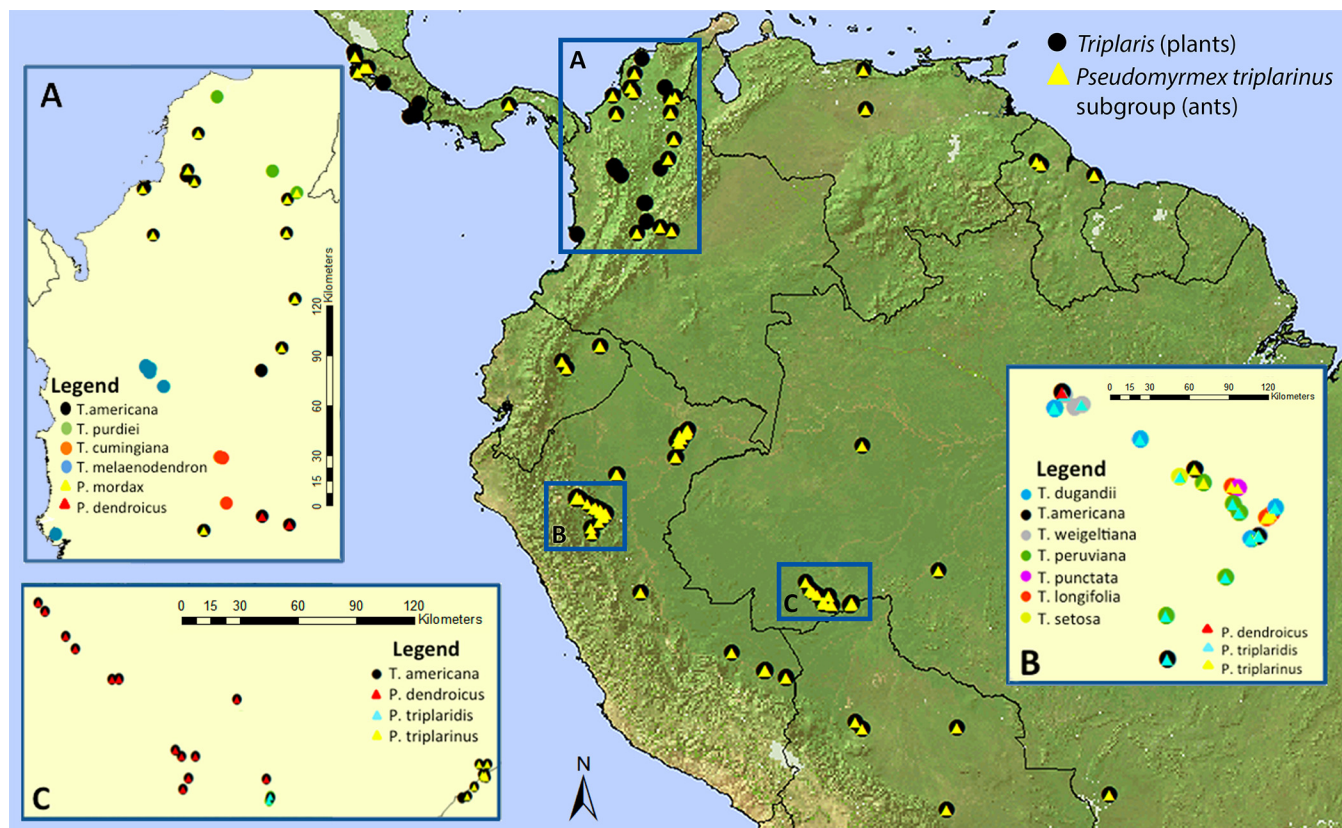 Triplaris (plants)
Pseudomyrmex triplarinus
subgroup (ants)
A
B
C
N
A
Legend
T.americana
T. purdiei
T. cumingiana
T. melaenodendron
P. mordax
P. dendroicus
0 15 30 60 90 120
Kilometers
0 15 30 60 90 120
Kilometers
Legend
T. dugandii
T.americana
T. weigeltiana
T. peruviana
T. punctata
T. longifolia
T. setosa
P. dendroicus
P. triplaridis
P. triplarinus
B
0 15 30 60 90 120
Kilometers
Legend
T. americana
P. dendroicus
P. triplaridis
P. triplarinus
C